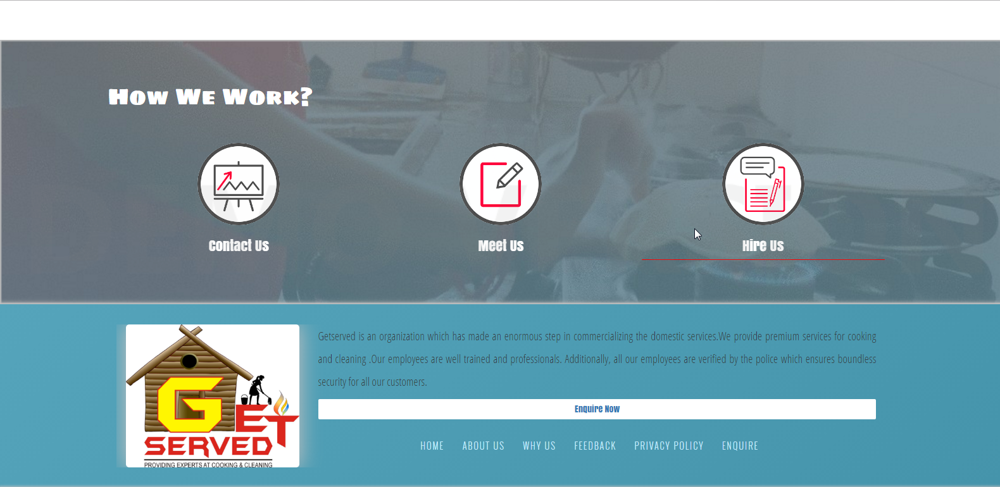 How We Work?
Contact Us
Meet Us
Hire Us
Getserved is an organization which has made an enormous step in commercializing the domestic services.We provide premium services for cooking
and cleaning .Our employees are well trained and professionals. Additionally, all our employees are verified by the police which ensures boundless
security for all our customers.
GET
SERVED
PROVIDING EXPERTS AT COOKING & CLEANING
Enquire Now
HOME ABOUT US WHY US FEEDBACK PRIVACY POLICY ENQUIRE